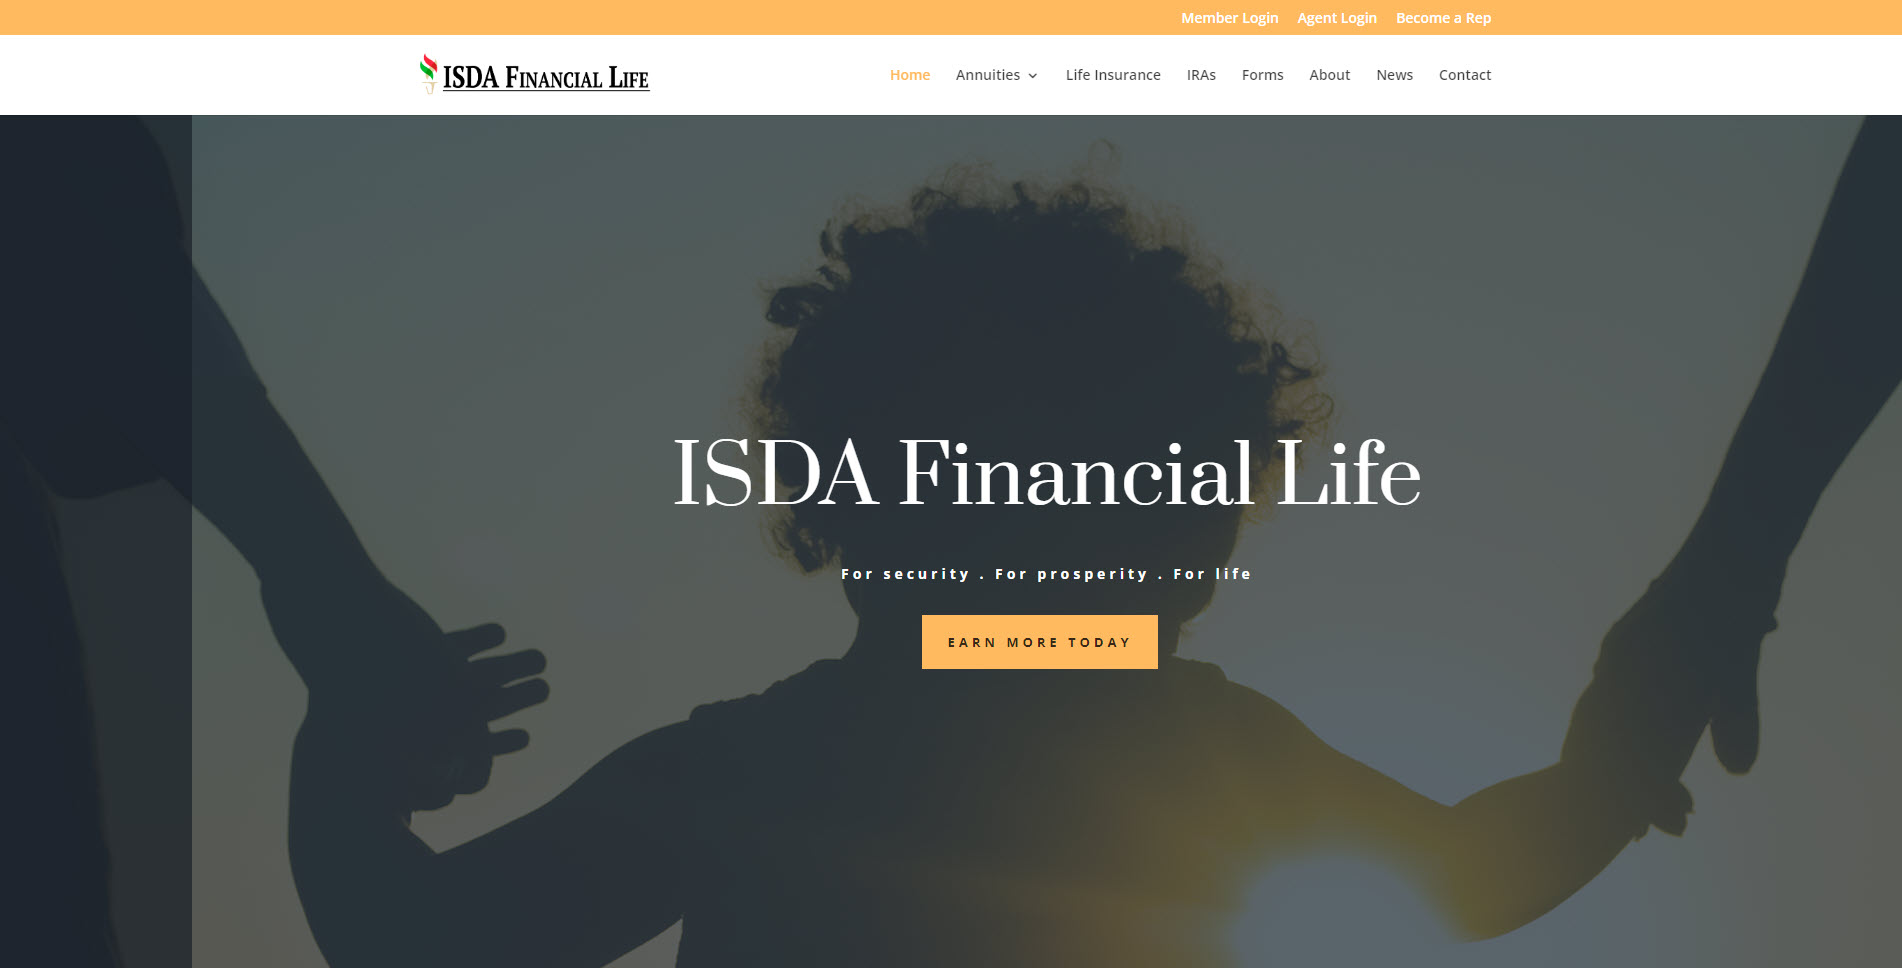 Member Login Agent Login Become a Rep
ISDA Financial Life
Home Annuities Life Insurance IRAs Forms About News Contact
ISDA Financial Life
For security . For prosperity . For life
EARN MORE TODAY